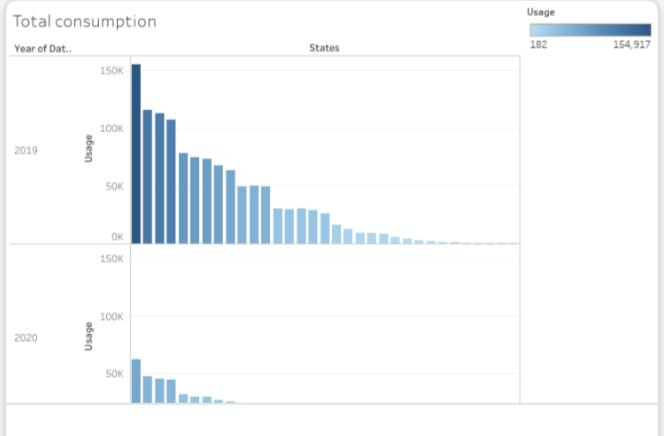 Total consumption
Usage
182 154,917
Year of Dat.. States
150K
100K
50K
0K
Usage
2019
150K
100K
50K
Usage
2020